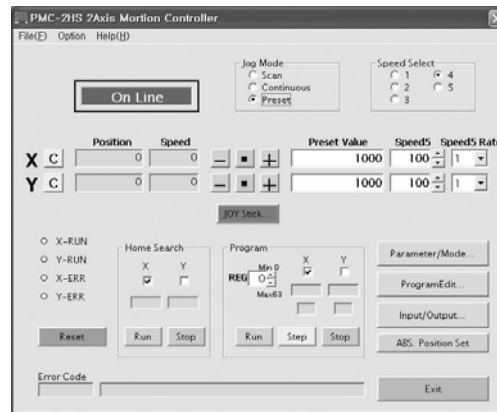 PMC-2HS 2Axis Mortion Controller
File(F) Option Help(H)
Jog Mode
Scan
Continuous
Preset
Speed Select
1 4
2 5
3
On Line
Position Speed Preset Value Speed5 Speed5 Rat
X C 0 0 1000 100 1
Y C 0 0 1000 100 1
JOY Stick...
X-RUN
Y-RUN
X-ERR
Y-ERR
Reset
Home Search
X Y
Run Stop
Program
X Y
Min 0
REG 0
Max63
Run Step Stop
Parameter/Mode...
ProgramEdit...
Input/Output...
ABS. Position Set
Error Code
Exit